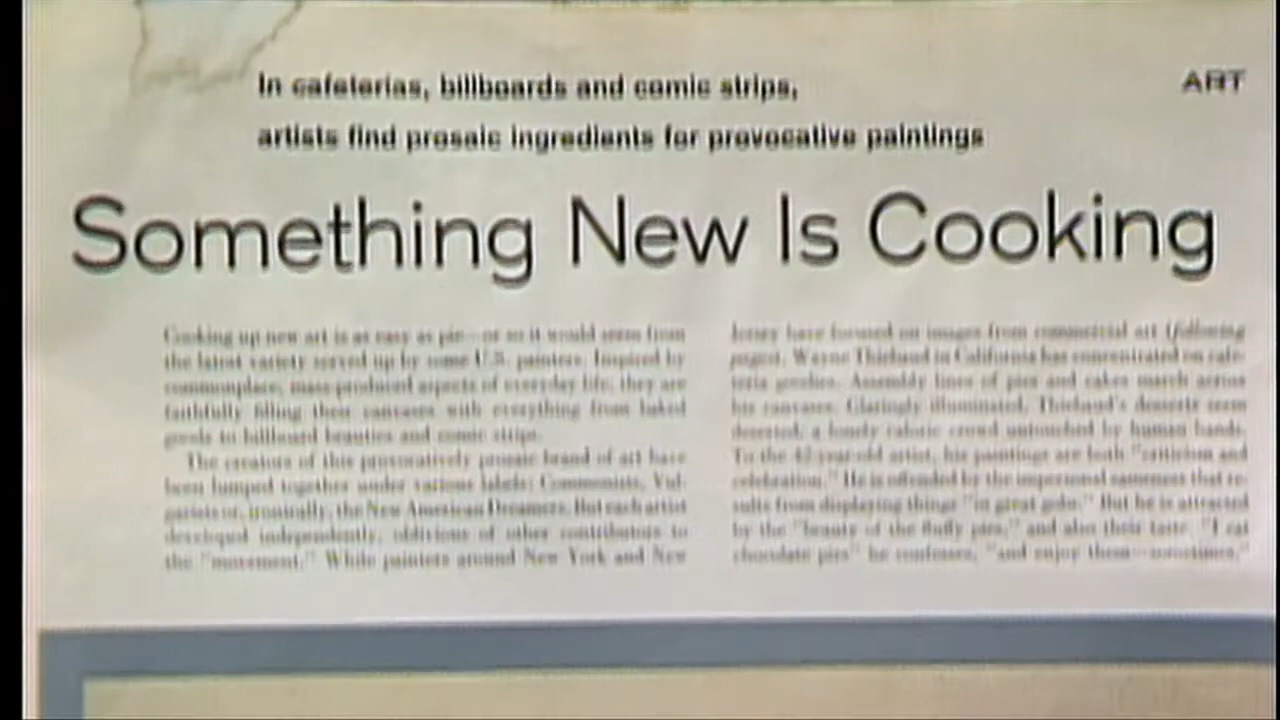 In cafeterias, billboards and comic strips,
ART
artists find prosaic ingredients for provocative paintings
Something New Is Cooking
Cooking up new art is as easy as pie—or so it would seem from
the latest variety served up by some U.S. painters. Inspired by
commonplace, mass-produced aspects of everyday life, they are
faithfully filling their canvases with everything from baked
goods to billboard beauties and comic strips.
The creators of this provocatively prosaic brand of art have
been lumped together under various labels: Commonists, Vul-
garists or, ironically, the New American Dreamers. But each artist
developed independently, oblivious of other contributors to
the "movement." While painters around New York and New
Jersey have focused on images from commercial art (following
pages), Wayne Thiebaud in California has concentrated on cafe-
teria goodies. Assembly lines of pies and cakes march across
his canvases. Glaringly illuminated, Thiebaud's desserts seem
deserted, a lonely caloric crowd untouched by human hands.
To the 42-year-old artist, his paintings are both "criticism and
celebration." He is offended by the impersonal sameness that re-
sults from displaying things "in great gobs." But he is attracted
by the "beauty of the fluffy pies," and also their taste. "I eat
chocolate pies" he confesses, "and enjoy them—sometimes."